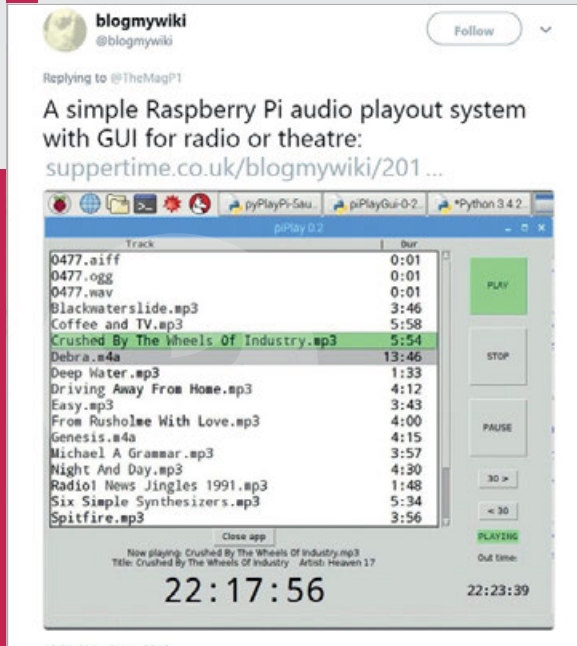 blogmywiki
@blogmywiki
Follow
Replying to @TheMagP1
A simple Raspberry Pi audio playout system
with GUI for radio or theatre:
suppertime.co.uk/blogmywiki/201...
pyPlayPi-Sau.. piPlayGui-0-2.. *Python 3.4.2..
piPlay 0.2
Track | Dur
0477.aiff 0:01
0477.ogg 0:01
0477.wav 0:01
Blackwaterslide.mp3 3:46
Coffee and TV.mp3 5:58
Crushed By The Wheels Of Industry.mp3 5:54
Debra.m4a 13:46
Deep Water.mp3 1:33
Driving Away From Home.mp3 4:12
Easy.mp3 3:43
From Rusholme With Love.mp3 4:00
Genesis.m4a 4:15
Michael A Grammar.mp3 3:57
Night And Day.mp3 4:30
Radio1 News Jingles 1991.mp3 1:48
Six Simple Synthesizers.mp3 5:34
Spitfire.mp3 3:56
PLAY
STOP
PAUSE
30 >
< 30
PLAYING
Out time:
22:23:39
Close app
Now playing: Crushed By The Wheels Of Industry.mp3
Title: Crushed By The Wheels Of Industry Artist: Heaven 17
22:17:56